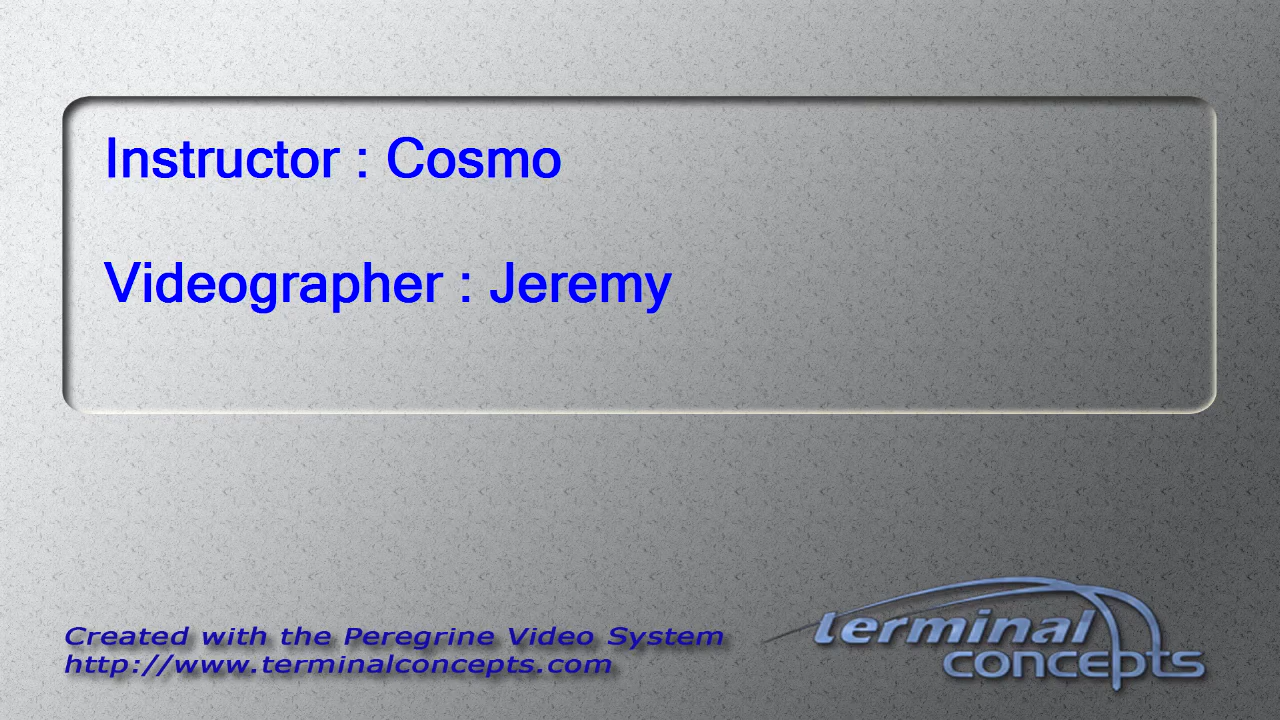 Instructor : Cosmo
Videographer : Jeremy
Created with the Peregrine Video System
http://www.terminalconcepts.com
terminal
concepts